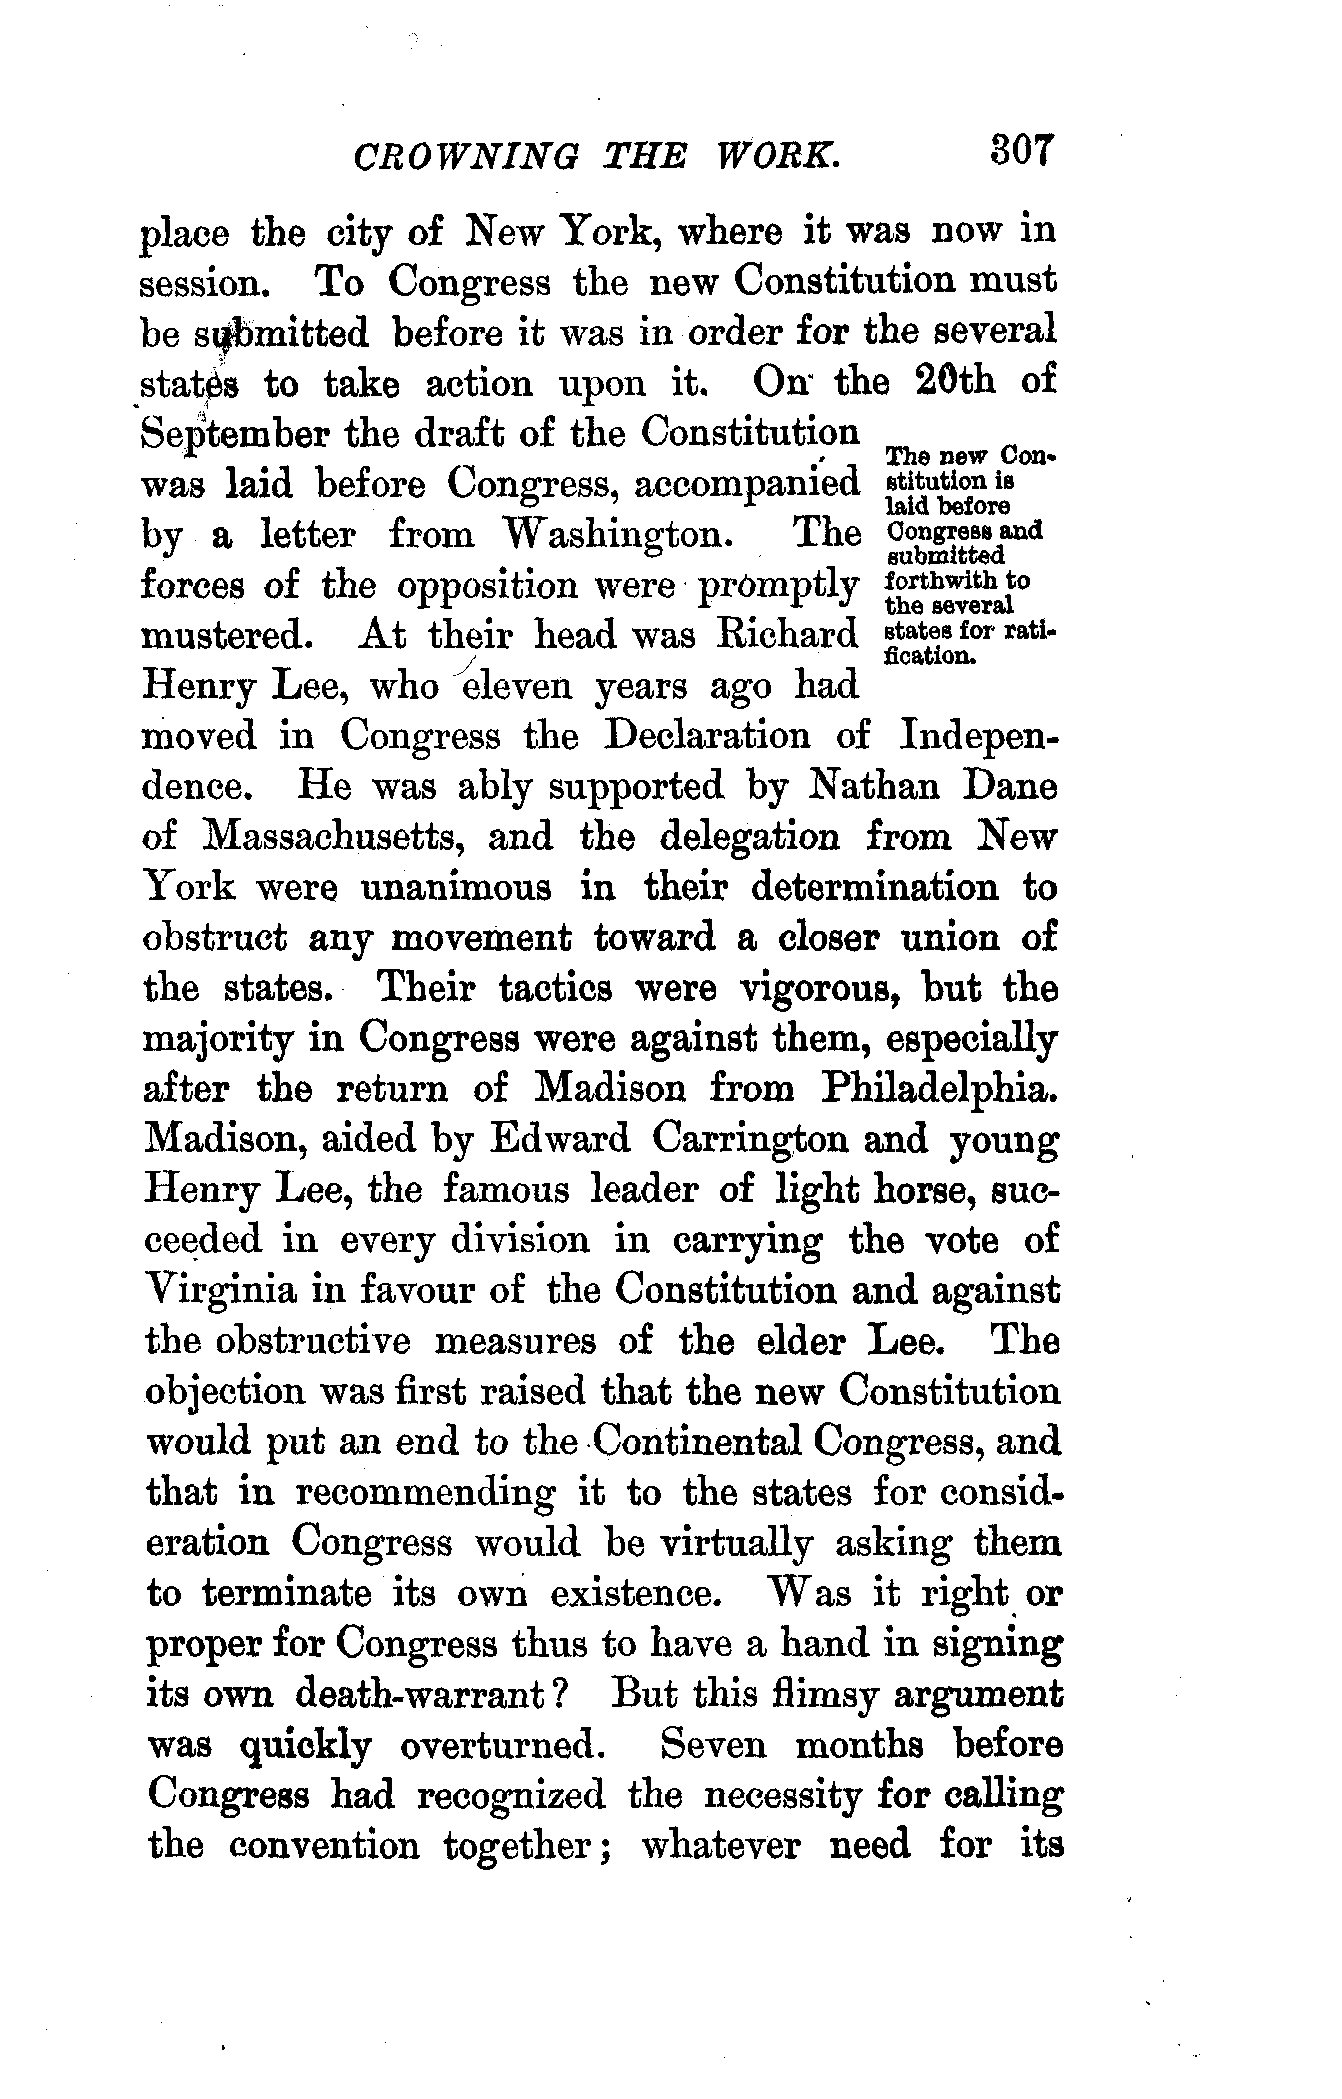 CROWNING THE WORK. 307
place the city of New York, where it was now in
session. To Congress the new Constitution must
be submitted before it was in order for the several
states to take action upon it. On the 20th of
September the draft of the Constitution
was laid before Congress, accompanied
by a letter from Washington. The
forces of the opposition were promptly
mustered. At their head was Richard
Henry Lee, who eleven years ago had
The new Con-
stitution is
laid before
Congress and
submitted
forthwith to
the several
states for rati-
fication.
moved in Congress the Declaration of Indepen-
dence. He was ably supported by Nathan Dane
of Massachusetts, and the delegation from New
York were unanimous in their determination to
obstruct any movement toward a closer union of
the states. Their tactics were vigorous, but the
majority in Congress were against them, especially
after the return of Madison from Philadelphia.
Madison, aided by Edward Carrington and young
Henry Lee, the famous leader of light horse, suc-
ceeded in every division in carrying the vote of
Virginia in favour of the Constitution and against
the obstructive measures of the elder Lee. The
objection was first raised that the new Constitution
would put an end to the Continental Congress, and
that in recommending it to the states for consid-
eration Congress would be virtually asking them
to terminate its own existence. Was it right or
proper for Congress thus to have a hand in signing
its own death-warrant? But this flimsy argument
was quickly overturned. Seven months before
Congress had recognized the necessity for calling
the convention together; whatever need for its